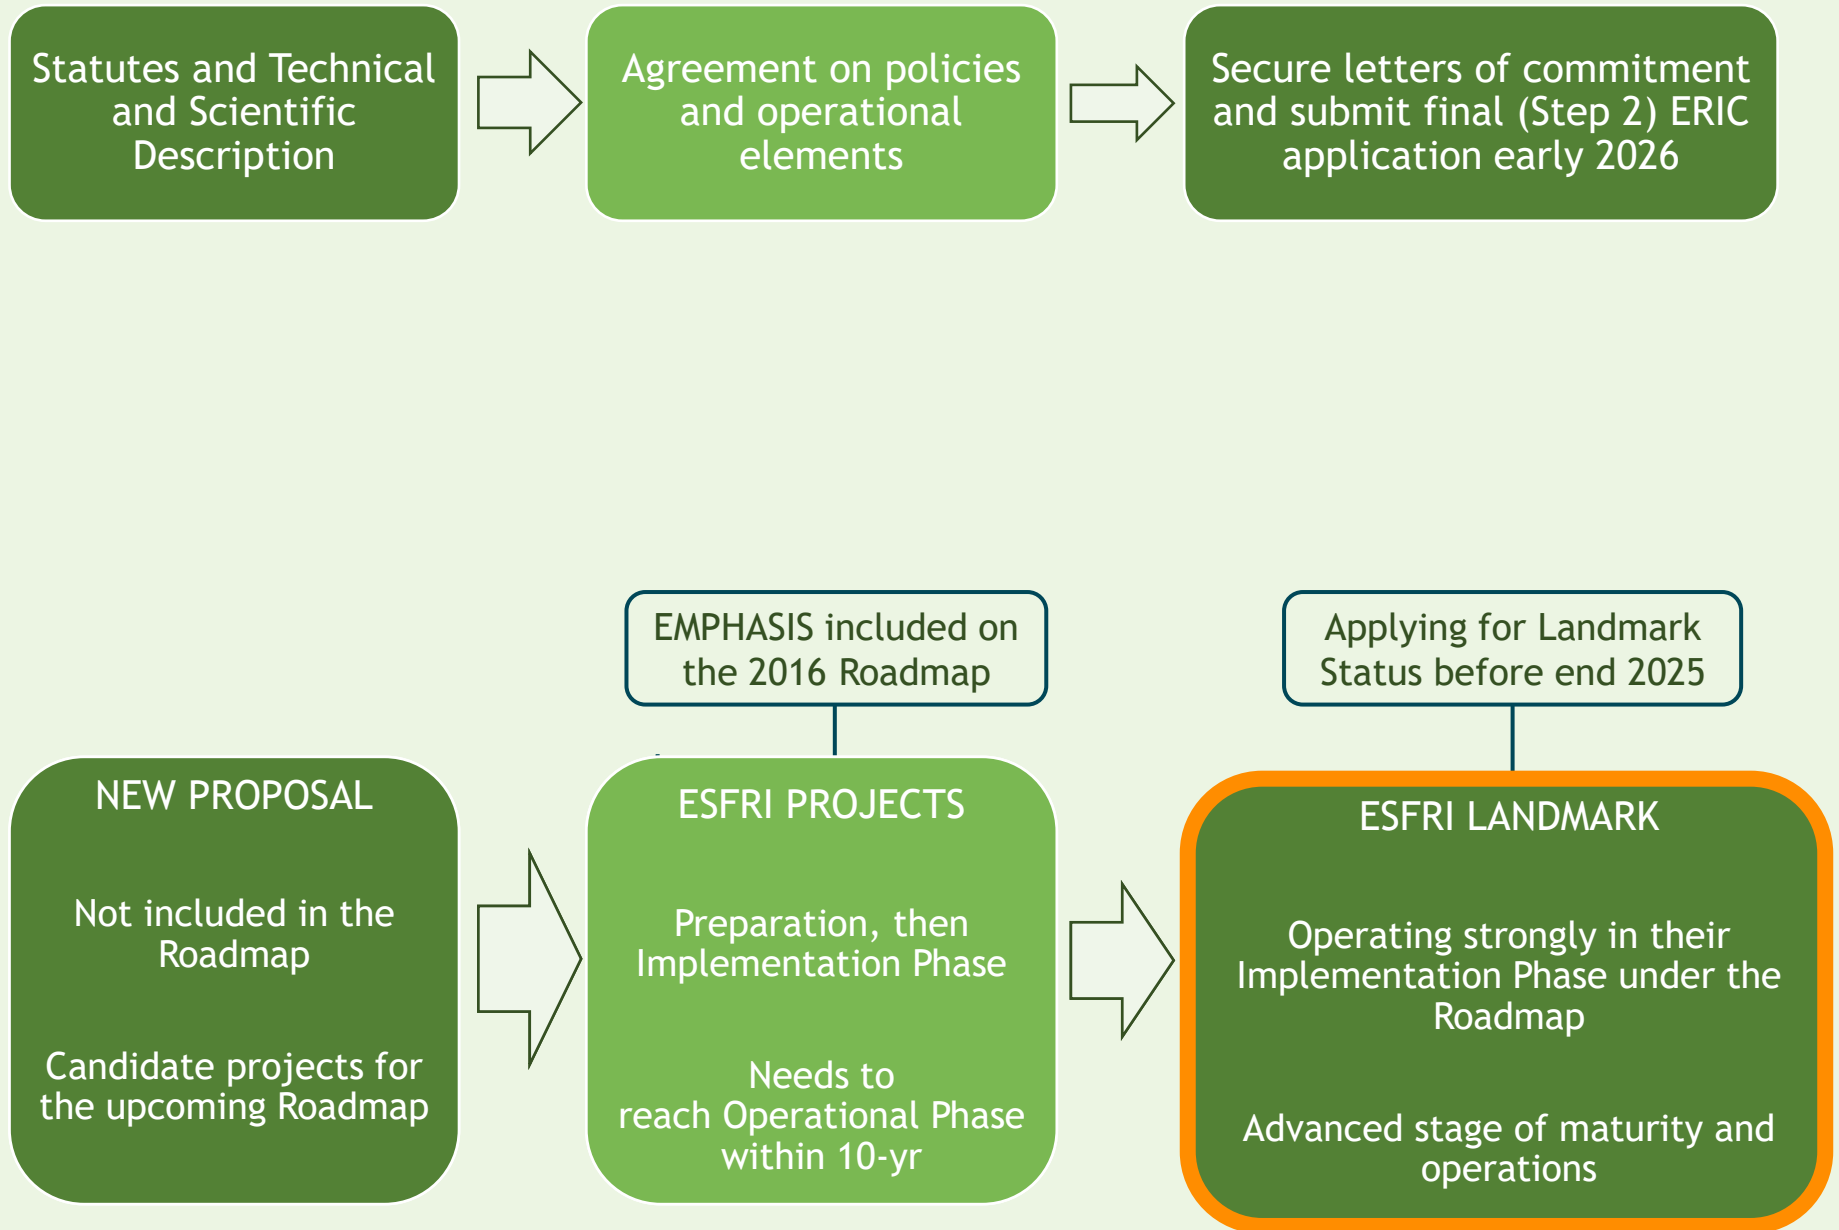 Statutes and Technical
and Scientific
Description
Agreement on policies
and operational
elements
Secure letters of commitment
and submit final (Step 2) ERIC
application early 2026
EMPHASIS included on
the 2016 Roadmap
Applying for Landmark
Status before end 2025
NEW PROPOSAL
Not included in the
Roadmap
Candidate projects for
the upcoming Roadmap
ESFRI PROJECTS
Preparation, then
Implementation Phase
Needs to
reach Operational Phase
within 10-yr
ESFRI LANDMARK
Operating strongly in their
Implementation Phase under the
Roadmap
Advanced stage of maturity and
operations